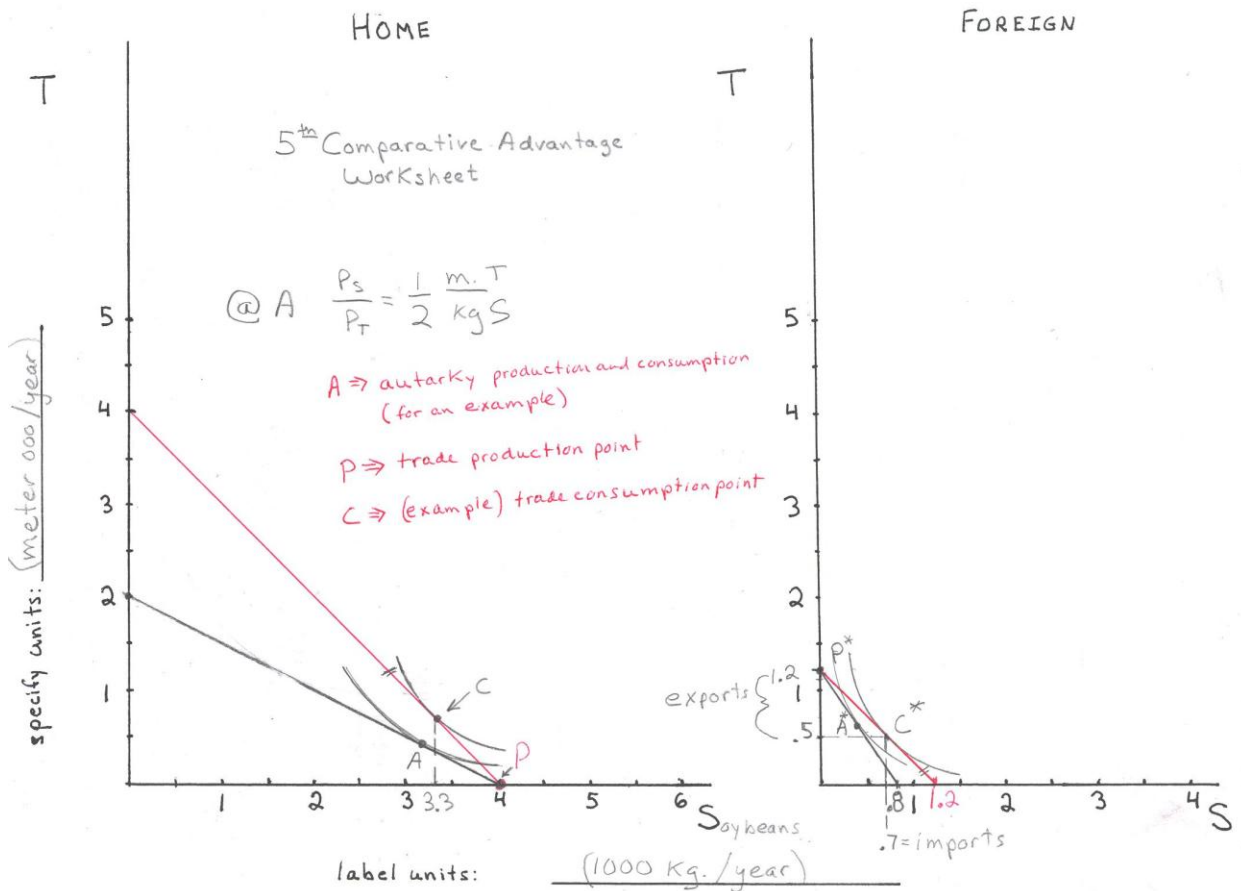 HOME
FOREIGN
T
T
5th Comparative Advantage
Worksheet
@ A PS/PT = 1/2 m. T/kg S
A ⇒ autarky production and consumption
(for an example)
P ⇒ trade production point
C ⇒ (example) trade consumption point
specify units: (meter 000/year)
5
4
3
2
1
C
A
P
1
2
3
3.3
4
5
6
Soybeans
label units: (1000 Kg./year)
5
4
3
2
1.2
1
.5
exports {
P*
A*
C*
.8
1
1.2
2
3
4
S
.7=imports